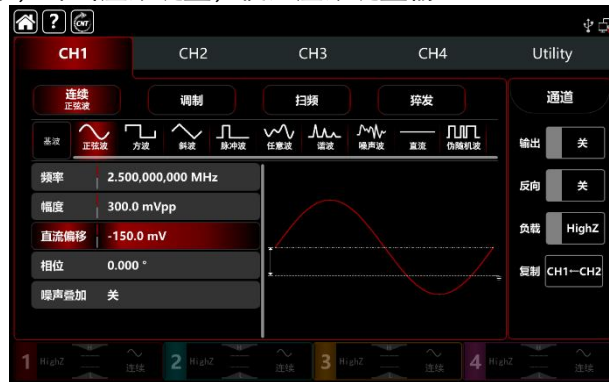 ?
CNT
CH1
CH2
CH3
CH4
Utility
连续
正弦波
调制
扫频
猝发
通道
基波
正弦波
方波
斜波
脉冲波
任意波
谐波
噪声波
直流
伪随机波
频率 2.500,000,000 MHz
幅度 300.0 mVpp
直流偏移 -150.0 mV
相位 0.000 °
噪声叠加 关
输出 关
反向 关
负载 HighZ
复制 CH1←CH2
1 HighZ 连续
2 HighZ 连续
3 HighZ 连续
4 HighZ 连续